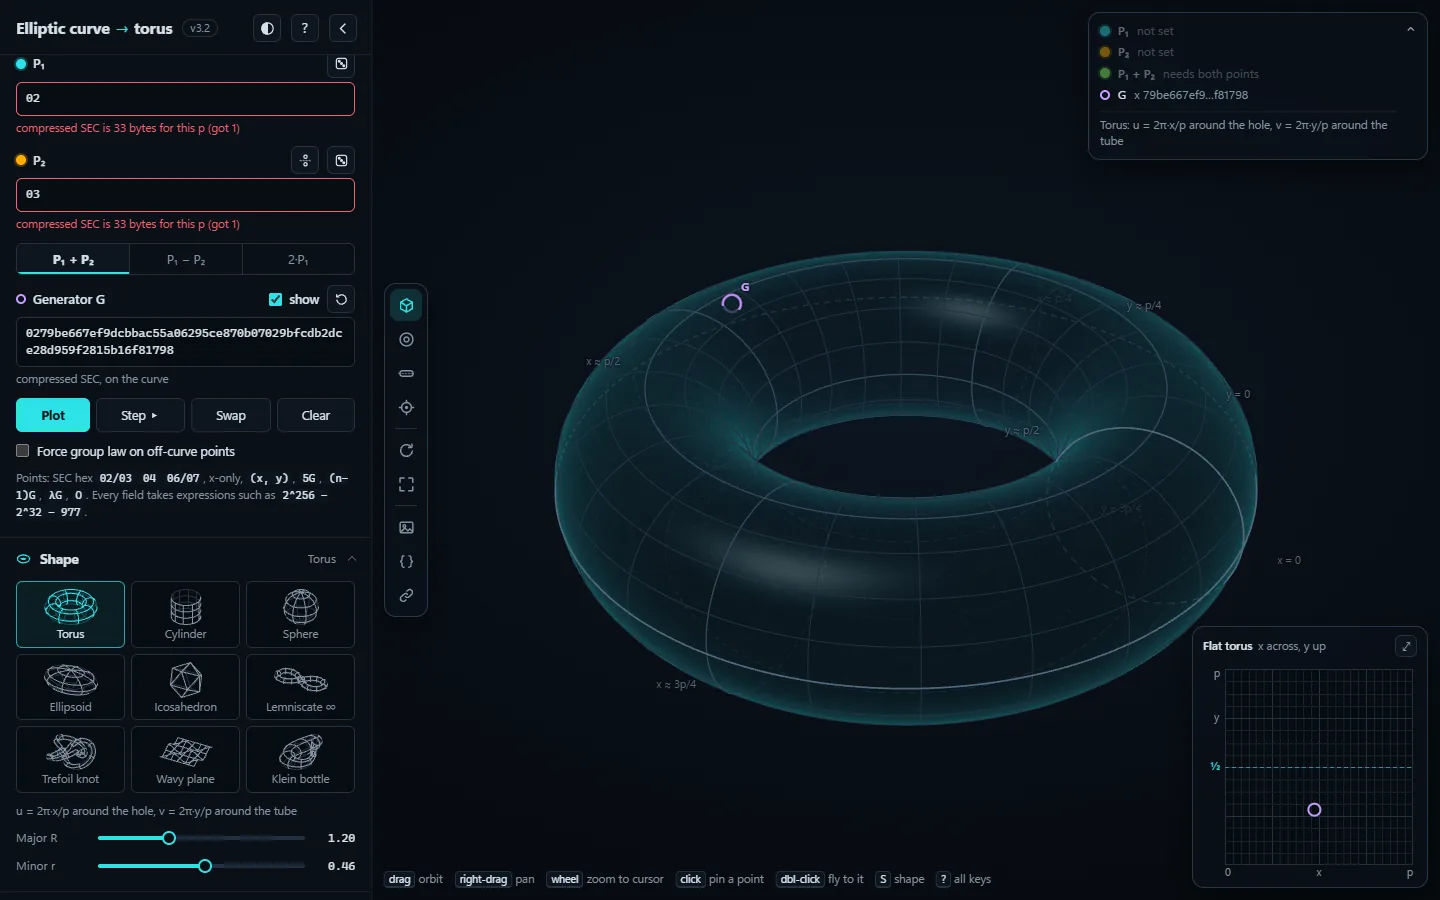 Elliptic curve → torus v3.2 ?
P₁
02
compressed SEC is 33 bytes for this p (got 1)
P₂
03
compressed SEC is 33 bytes for this p (got 1)
P₁ + P₂ P₁ − P₂ 2·P₁
Generator G show
0279be667ef9dcbbac55a06295ce870b07029bfcdb2dc
e28d959f2815b16f81798
compressed SEC, on the curve
Plot Step ▸ Swap Clear
Force group law on off-curve points
Points: SEC hex 02/03 04 06/07 , x-only, (x, y) , 5G , (n−
1)G , λG , O . Every field takes expressions such as 2^256 −
2^32 − 977 .
Shape Torus
Torus Cylinder Sphere
Ellipsoid Icosahedron Lemniscate ∞
Trefoil knot Wavy plane Klein bottle
u = 2π·x/p around the hole, v = 2π·y/p around the tube
Major R 1.20
Minor r 0.46
P₁ not set
P₂ not set
P₁ + P₂ needs both points
G x 79be667ef9…f81798
Torus: u = 2π·x/p around the hole, v = 2π·y/p around the
tube
G
y ≈ p/4
x ≈ p/2
y = 0
y ≈ p/2
y ≈ 3p/4
x = 0
x ≈ 3p/4
Flat torus x across, y up
p
y
½
0 x p
drag orbit right-drag pan wheel zoom to cursor click pin a point dbl-click fly to it S shape ? all keys